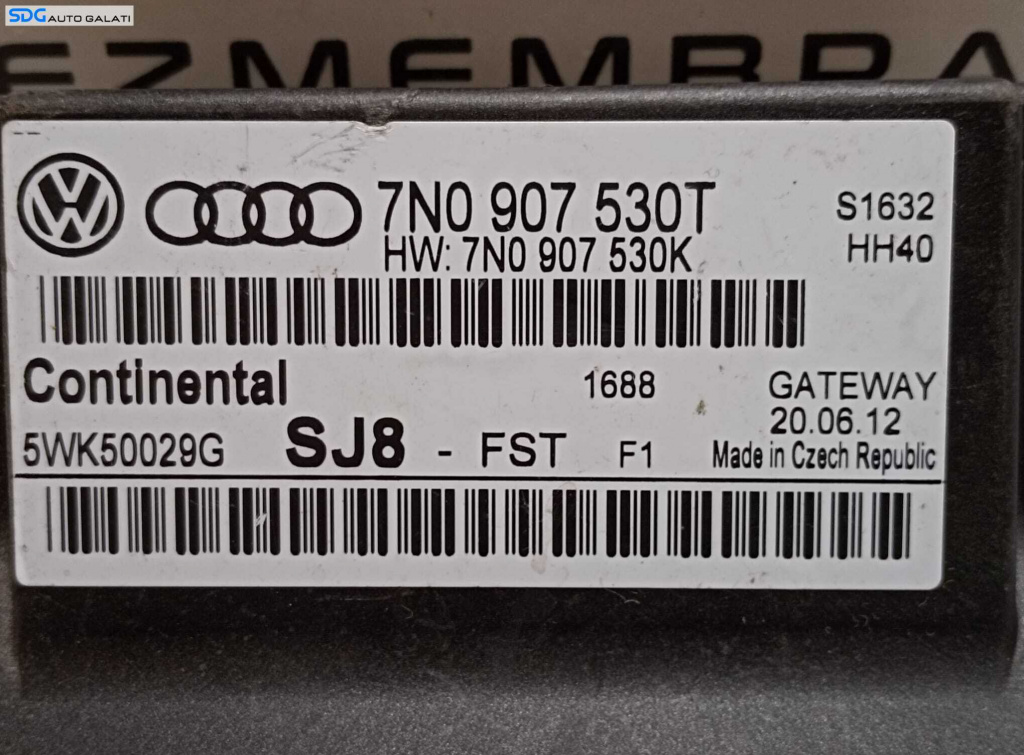 SDG AUTO GALATI
EZMEMBRA
7N0 907 530T
S1632
HW: 7N0 907 530K
HH40
Continental
1688
GATEWAY
20.06.12
5WK50029G
SJ8 - FST F1
Made in Czech Republic